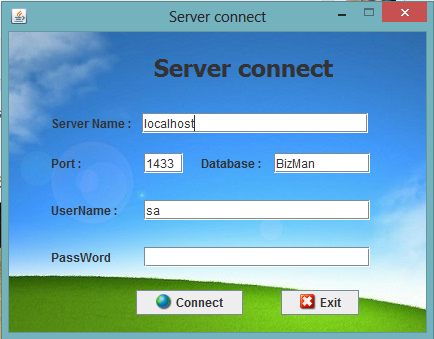 Server connect
Server connect
Server Name : localhost
Port : 1433 Database : BizMan
UserName : sa
PassWord
Connect Exit